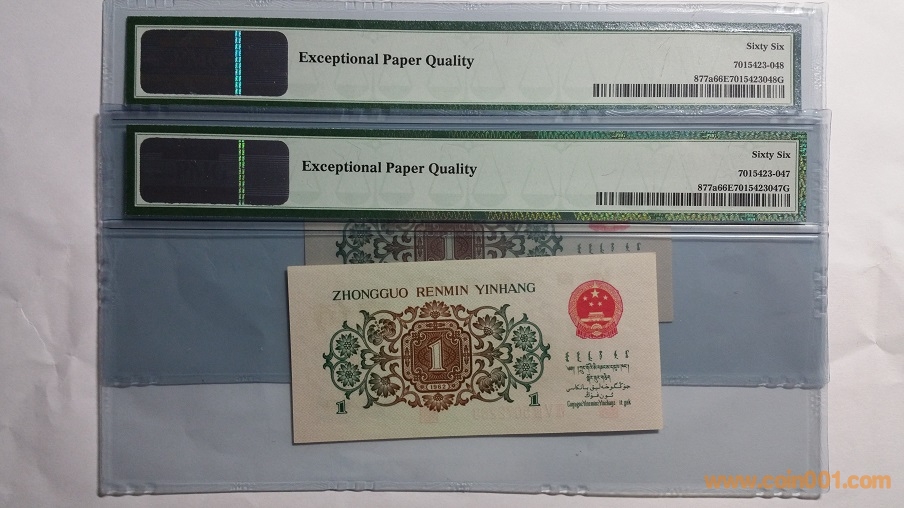 Exceptional Paper Quality
Sixty Six
7015423-048
877a66E7015423048G
Exceptional Paper Quality
Sixty Six
7015423-047
877a66E7015423047G
1
ZHONGGUO RENMIN YINHANG
1
1962
1
1
www.coin001.com